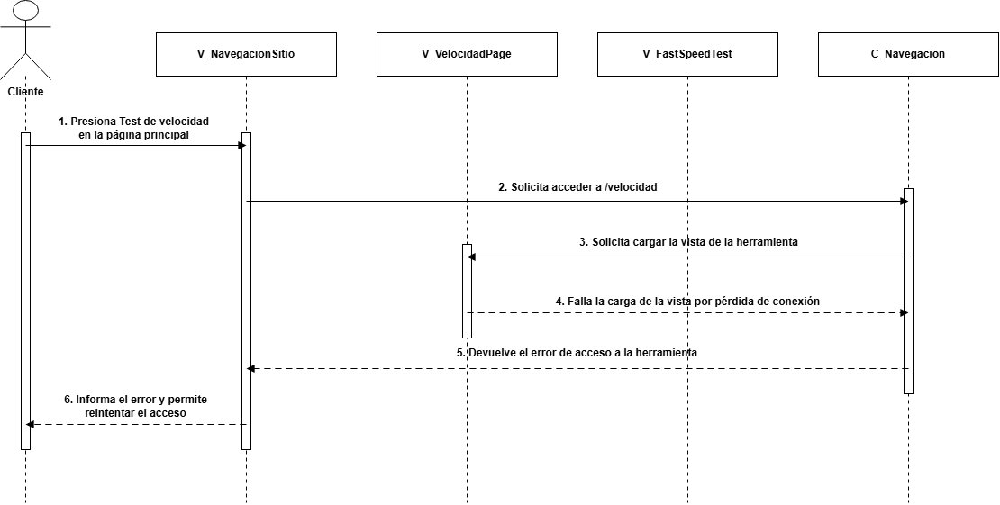 V_NavegacionSitio
V_VelocidadPage
V_FastSpeedTest
C_Navegacion
Cliente
1. Presiona Test de velocidad
en la página principal
2. Solicita acceder a /velocidad
3. Solicita cargar la vista de la herramienta
4. Falla la carga de la vista por pérdida de conexión
5. Devuelve el error de acceso a la herramienta
6. Informa el error y permite
reintentar el acceso